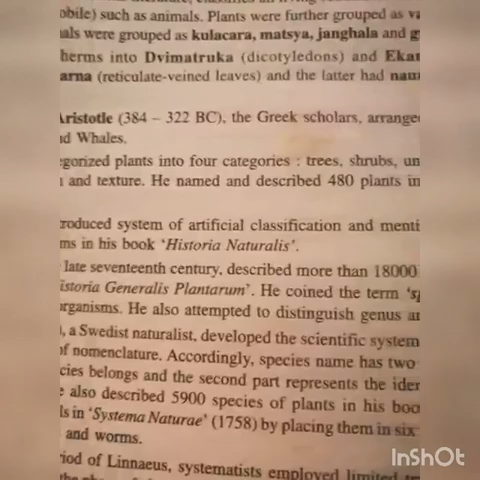 obile) such as animals. Plants were further grouped as
als were grouped as kulacara, matsya, janghala and
herms into Dvimatruka (dicotyledons) and Ekar
arna (reticulate-veined leaves) and the latter had nau
Aristotle (384 – 322 BC), the Greek scholars, arrange
d Whales.
gorized plants into four categories : trees, shrubs, un
and texture. He named and described 480 plants in
roduced system of artificial classification and menti
ms in his book 'Historia Naturalis'.
late seventeenth century, described more than 18000
istoria Generalis Plantarum'. He coined the term 'sp
organisms. He also attempted to distinguish genus an
), a Swedist naturalist, developed the scientific system
of nomenclature. Accordingly, species name has two
cies belongs and the second part represents the iden
e also described 5900 species of plants in his boo
ls in 'Systema Naturae' (1758) by placing them in six
and worms.
riod of Linnaeus, systematists employed limited
InShOt